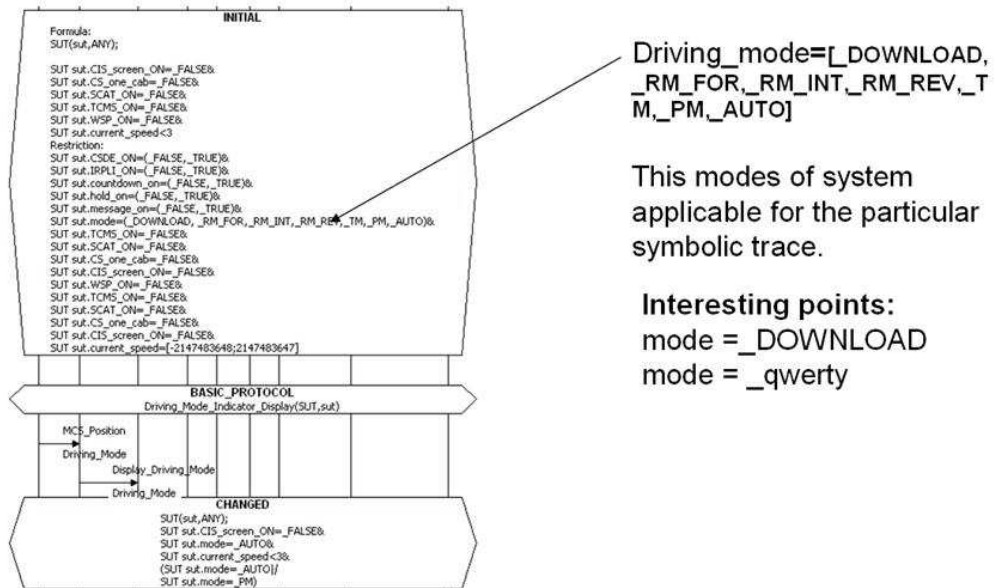 INITIAL
Formula:
SUT(sut,ANY);
SUT sut.CIS_screen_ON=_FALSE&
SUT sut.CS_one_cab=_FALSE&
SUT sut.SCAT_ON=_FALSE&
SUT sut.TCMS_ON=_FALSE&
SUT sut.WSP_ON=_FALSE&
SUT sut.current_speed<3
Restriction:
SUT sut.CSDE_ON=(_FALSE,_TRUE)&
SUT sut.IRPLI_ON=(_FALSE,_TRUE)&
SUT sut.countdown_on=(_FALSE,_TRUE)&
SUT sut.hold_on=(_FALSE,_TRUE)&
SUT sut.message_on=(_FALSE,_TRUE)&
SUT sut.mode=(_DOWNLOAD, _RM_FOR,_RM_INT,_RM_REV,_TM,_PM,_AUTO)&
SUT sut.TCMS_ON=_FALSE&
SUT sut.SCAT_ON=_FALSE&
SUT sut.CS_one_cab=_FALSE&
SUT sut.CIS_screen_ON=_FALSE&
SUT sut.WSP_ON=_FALSE&
SUT sut.TCMS_ON=_FALSE&
SUT sut.SCAT_ON=_FALSE&
SUT sut.CS_one_cab=_FALSE&
SUT sut.CIS_screen_ON=_FALSE&
SUT sut.current_speed=[-2147483648;2147483647]
BASIC_PROTOCOL
Driving_Mode_Indicator_Display(SUT,sut)
MCS_Position
Driving_Mode
Display_Driving_Mode
Driving_Mode
CHANGED
SUT(sut,ANY);
SUT sut.CIS_screen_ON=_FALSE&
SUT sut.mode=_AUTO&
SUT sut.current_speed<3&
(SUT sut.mode=_AUTO|/
SUT sut.mode=_PM)
Driving_mode=[_DOWNLOAD,
_RM_FOR,_RM_INT,_RM_REV,_T
M,_PM,_AUTO]
This modes of system
applicable for the particular
symbolic trace.
Interesting points:
mode =_DOWNLOAD
mode = _qwerty